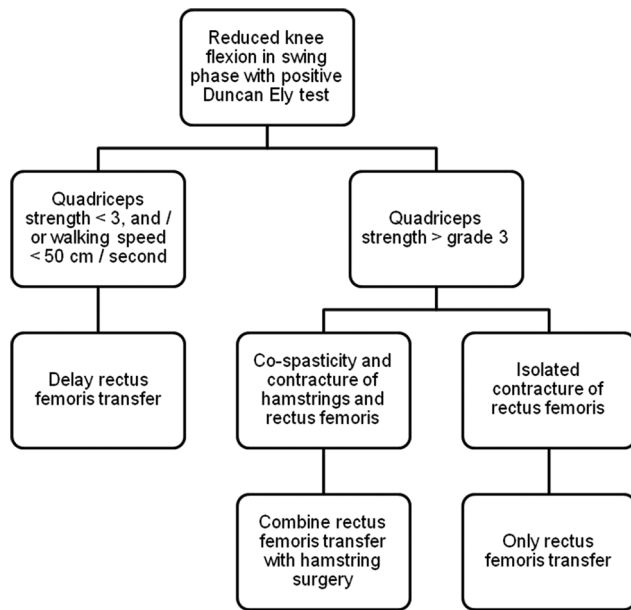 Reduced knee
flexion in swing
phase with positive
Duncan Ely test
Quadriceps
strength < 3, and /
or walking speed
< 50 cm / second
Quadriceps
strength > grade 3
Delay rectus
femoris transfer
Co-spasticity and
contracture of
hamstrings and
rectus femoris
Isolated
contracture of
rectus femoris
Combine rectus
femoris transfer
with hamstring
surgery
Only rectus
femoris transfer